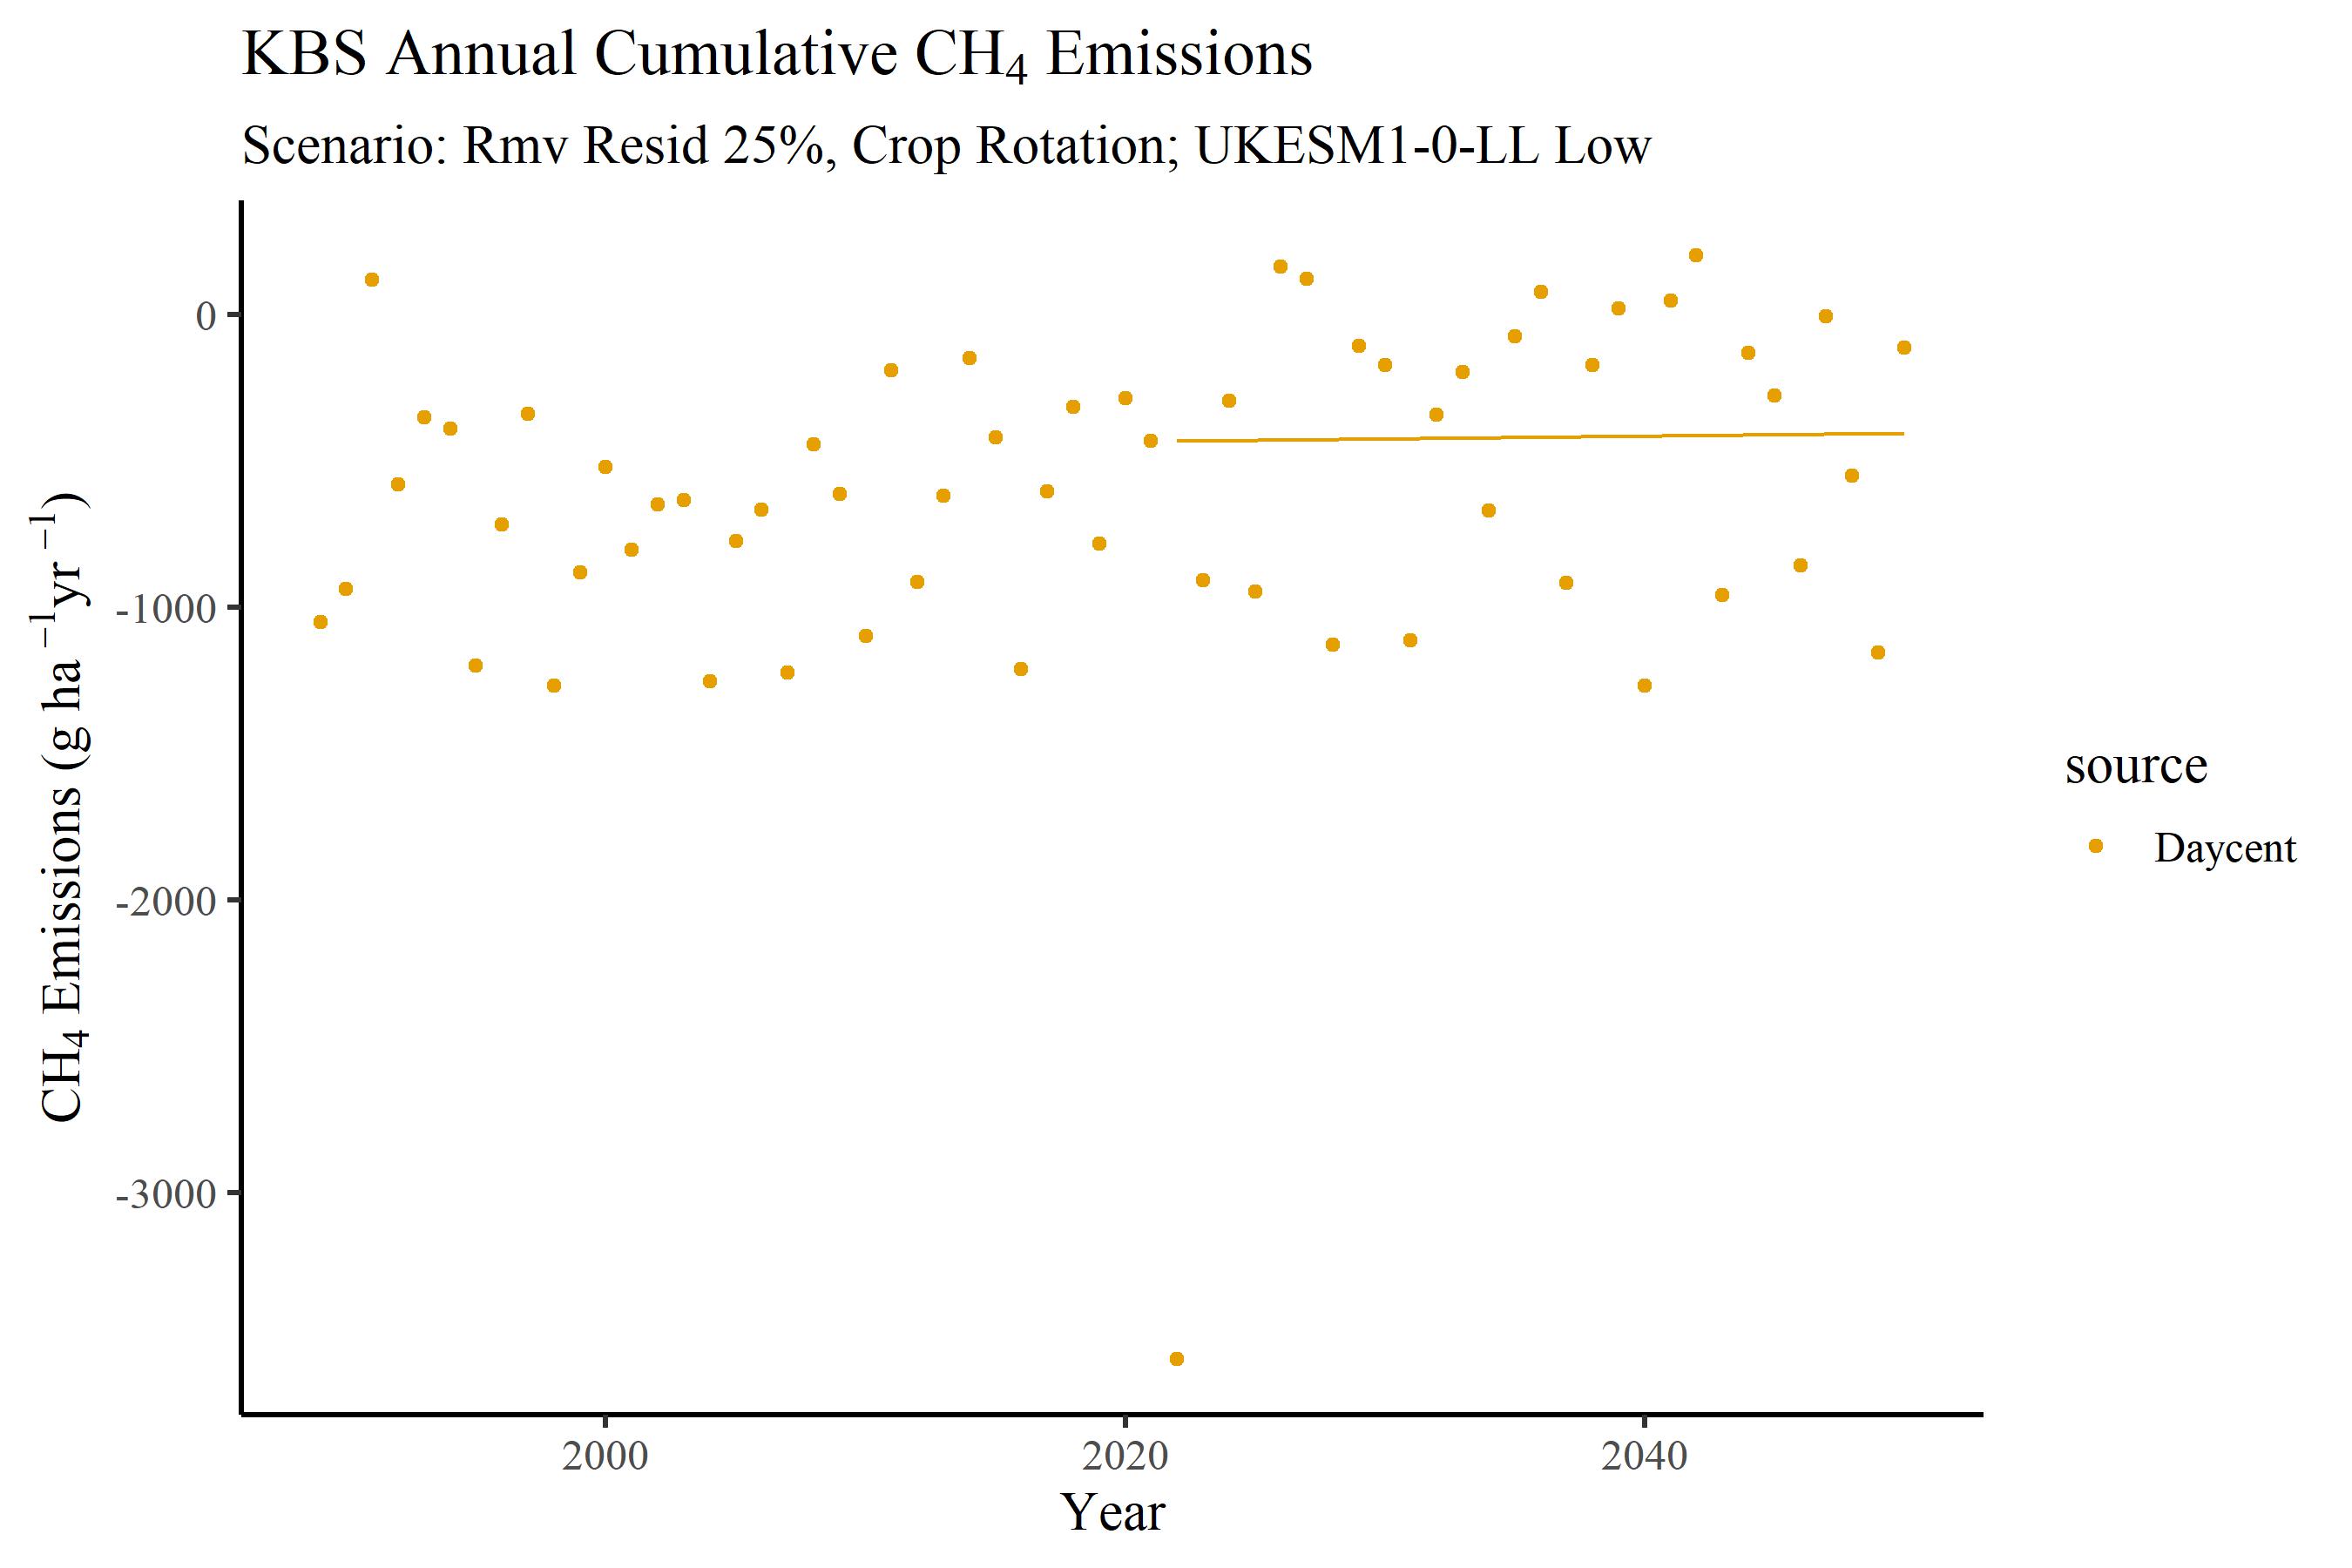 KBS Annual Cumulative CH₄ Emissions
Scenario: Rmv Resid 25%, Crop Rotation; UKESM1-0-LL Low
CH₄ Emissions (g ha ⁻¹yr ⁻¹)
0
-1000
-2000
-3000
source
Daycent
2000 2020 2040
Year